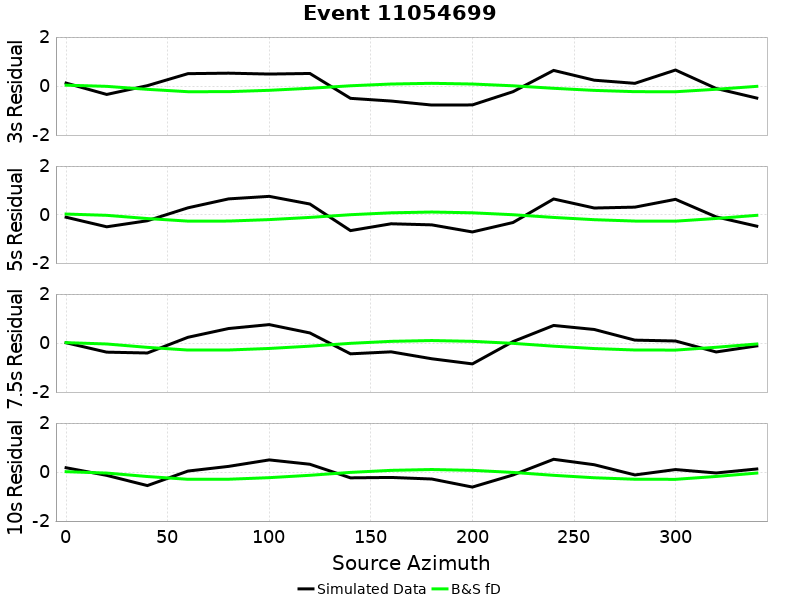 Event 11054699
3s Residual
2
0
-2
5s Residual
2
0
-2
7.5s Residual
2
0
-2
10s Residual
2
0
-2
0 50 100 150 200 250 300
Source Azimuth
Simulated Data B&S fD